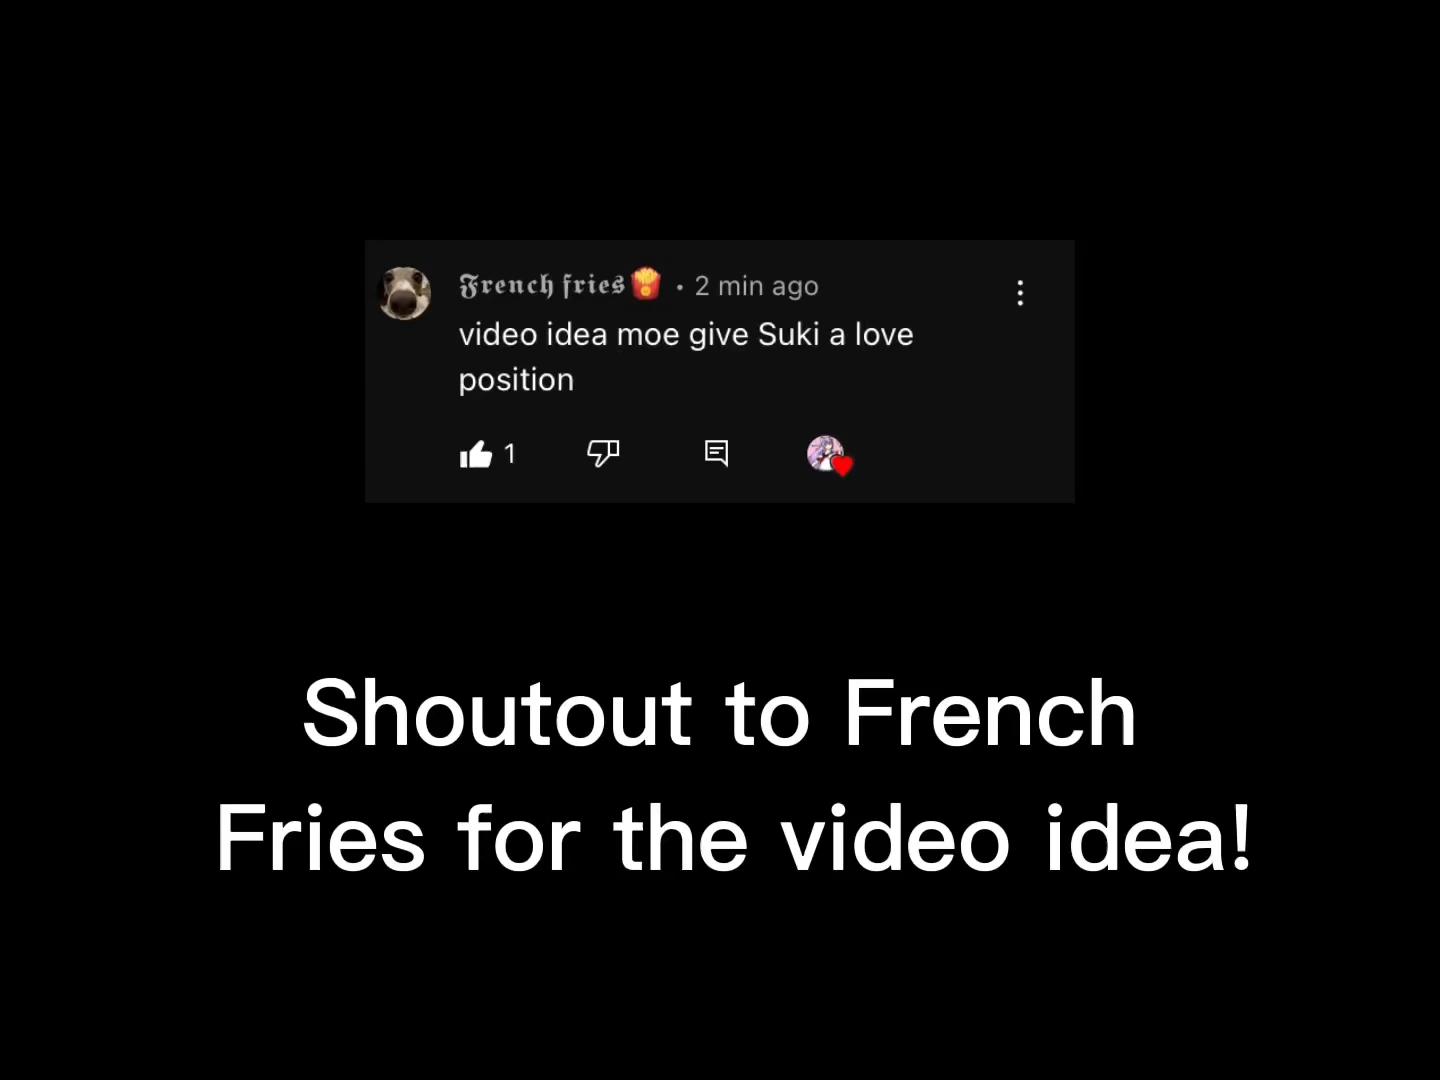 𝕱𝖗𝖊𝖓𝖈𝖍 𝖋𝖗𝖎𝖊𝖘🍟 • 2 min ago
video idea moe give Suki a love
position
1
Shoutout to French
Fries for the video idea!